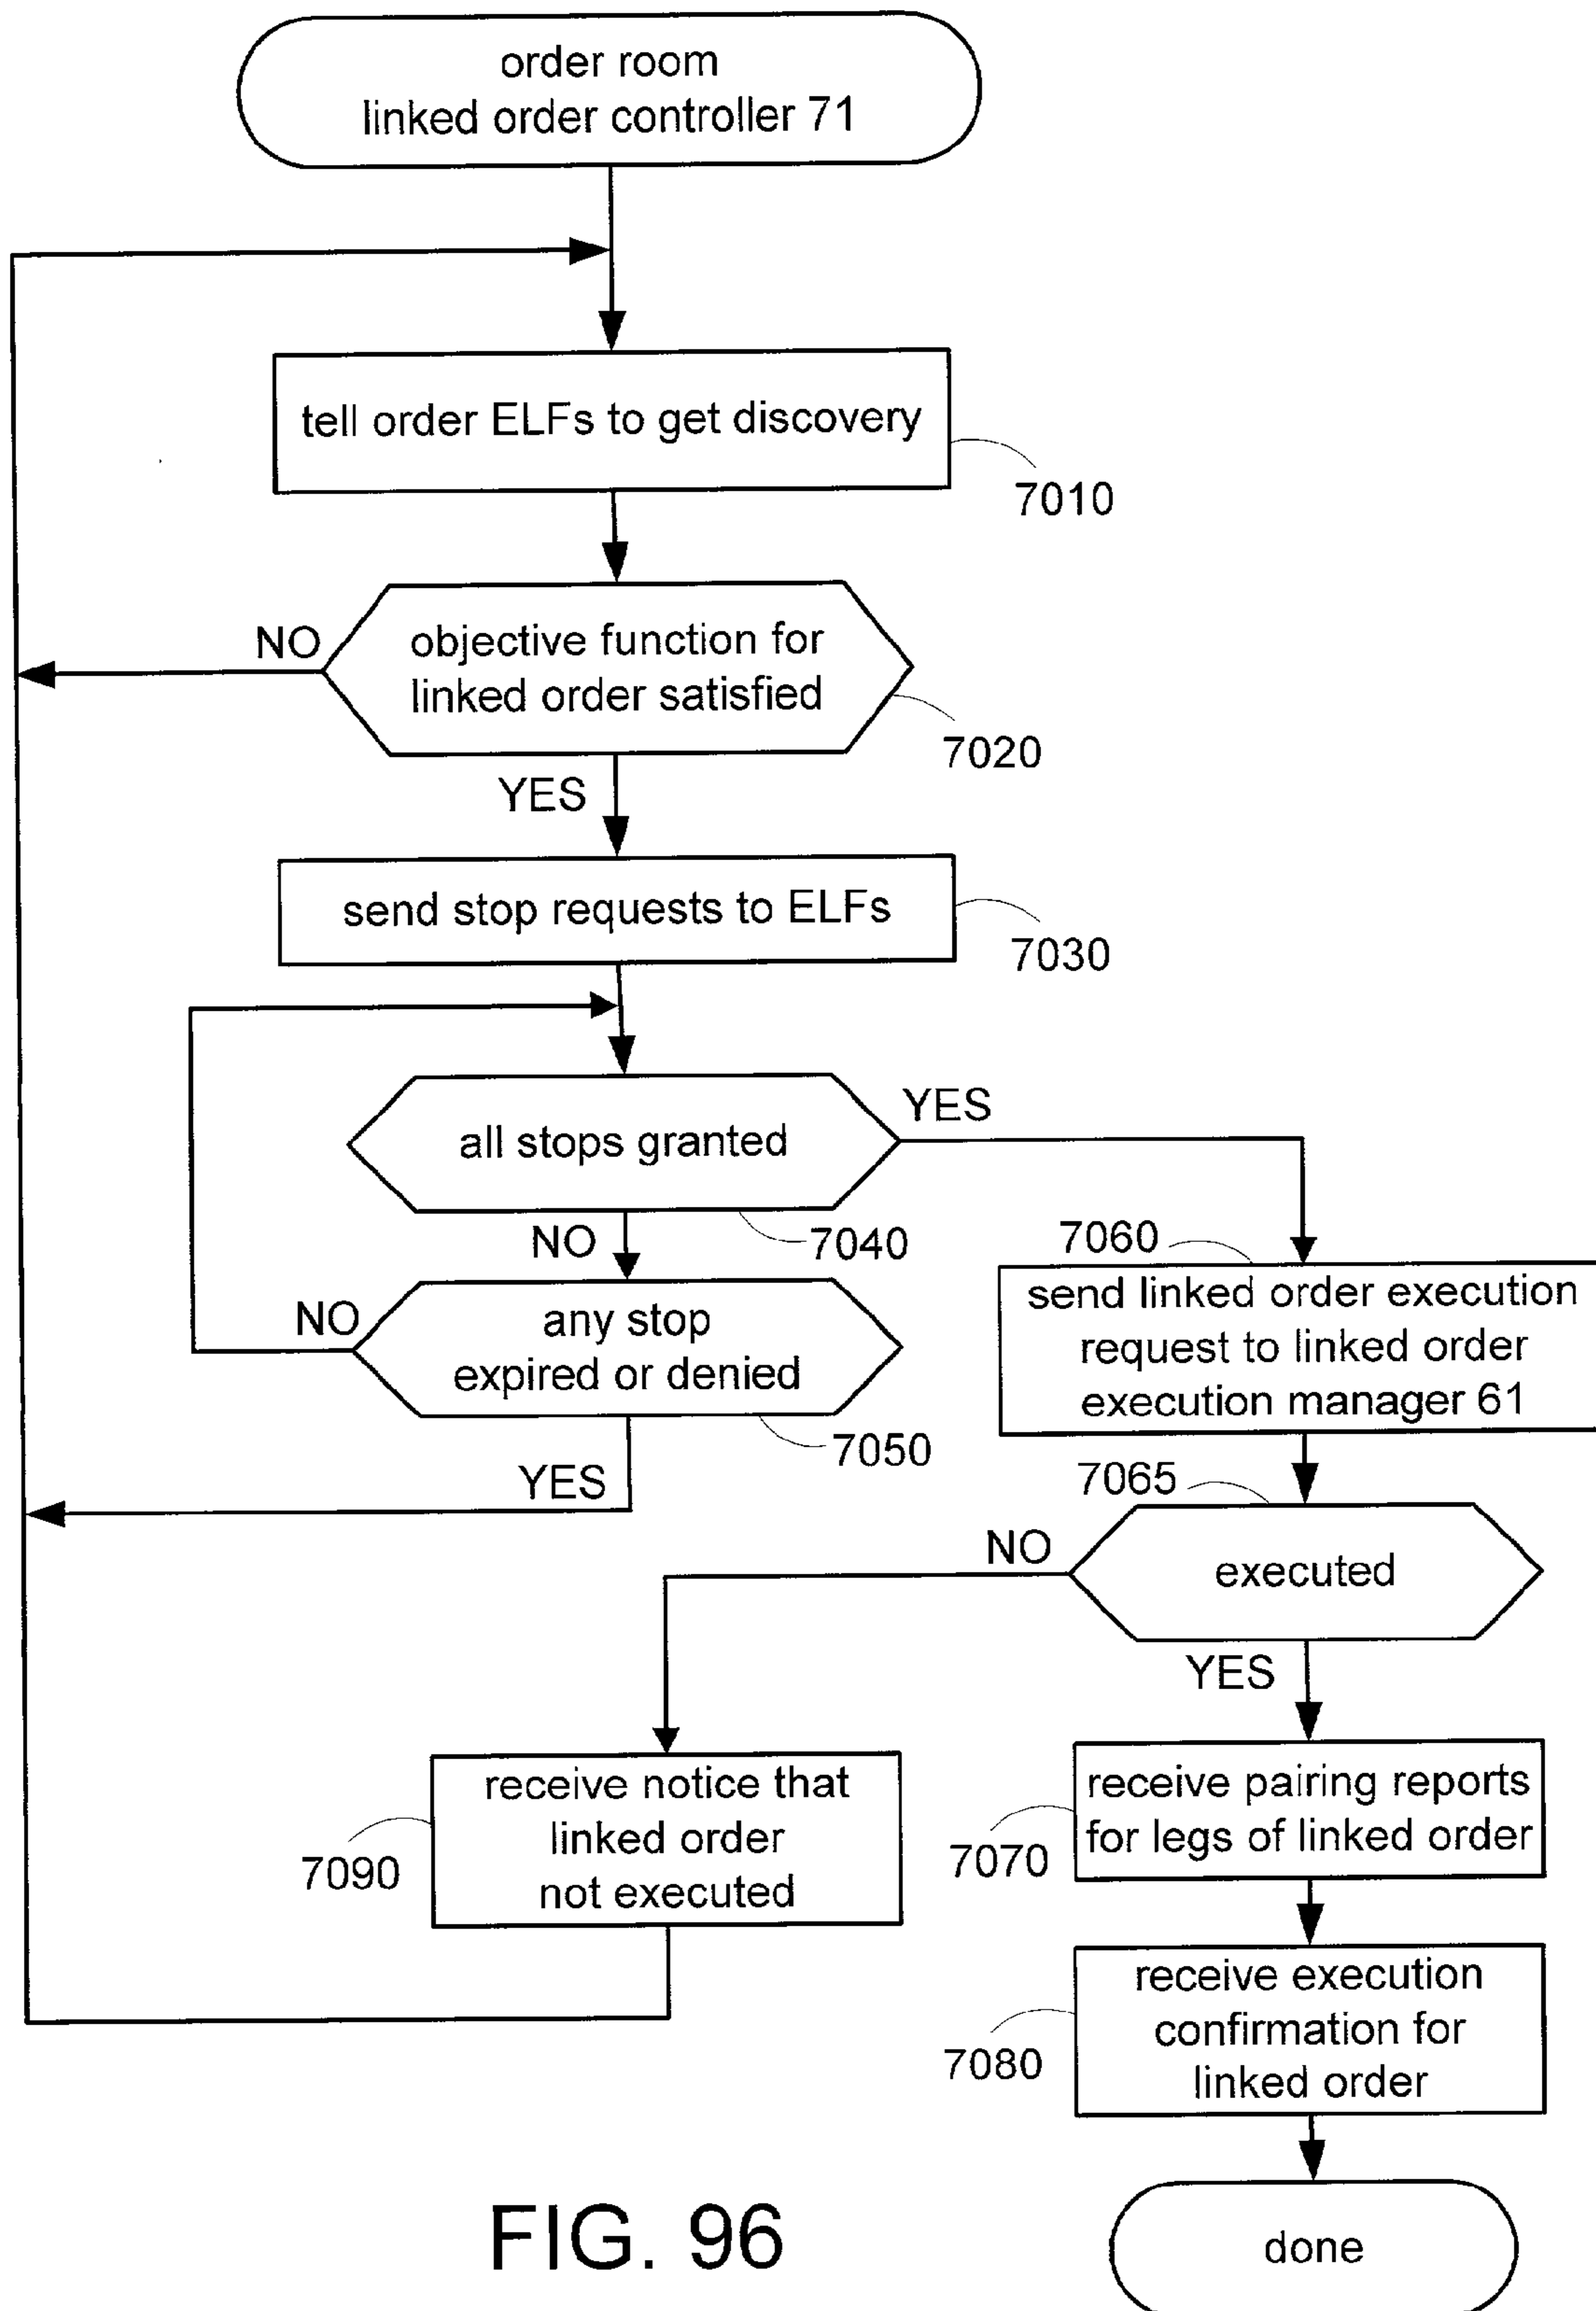 order room
linked order controller 71
tell order ELFs to get discovery
7010
NO
objective function for
linked order satisfied
7020
YES
send stop requests to ELFs
7030
all stops granted
YES
7040
NO
any stop
expired or denied
NO
7050
YES
7060
send linked order execution
request to linked order
execution manager 61
7065
executed
NO
YES
receive notice that
linked order
not executed
7090
receive pairing reports
for legs of linked order
7070
receive execution
confirmation for
linked order
7080
done
FIG. 96